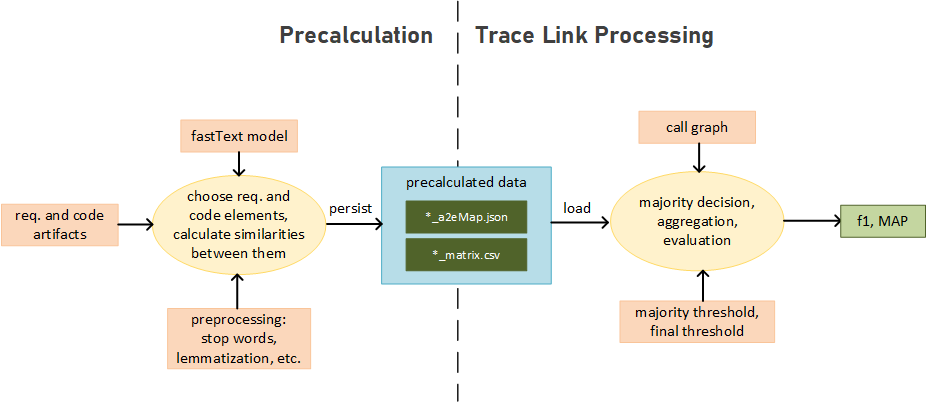 Precalculation
Trace Link Processing
fastText model
req. and code
artifacts
choose req. and
code elements,
calculate similarities
between them
preprocessing:
stop words,
lemmatization, etc.
persist
precalculated data
*_a2eMap.json
*_matrix.csv
load
call graph
majority decision,
aggregation,
evaluation
majority threshold,
final threshold
f1, MAP